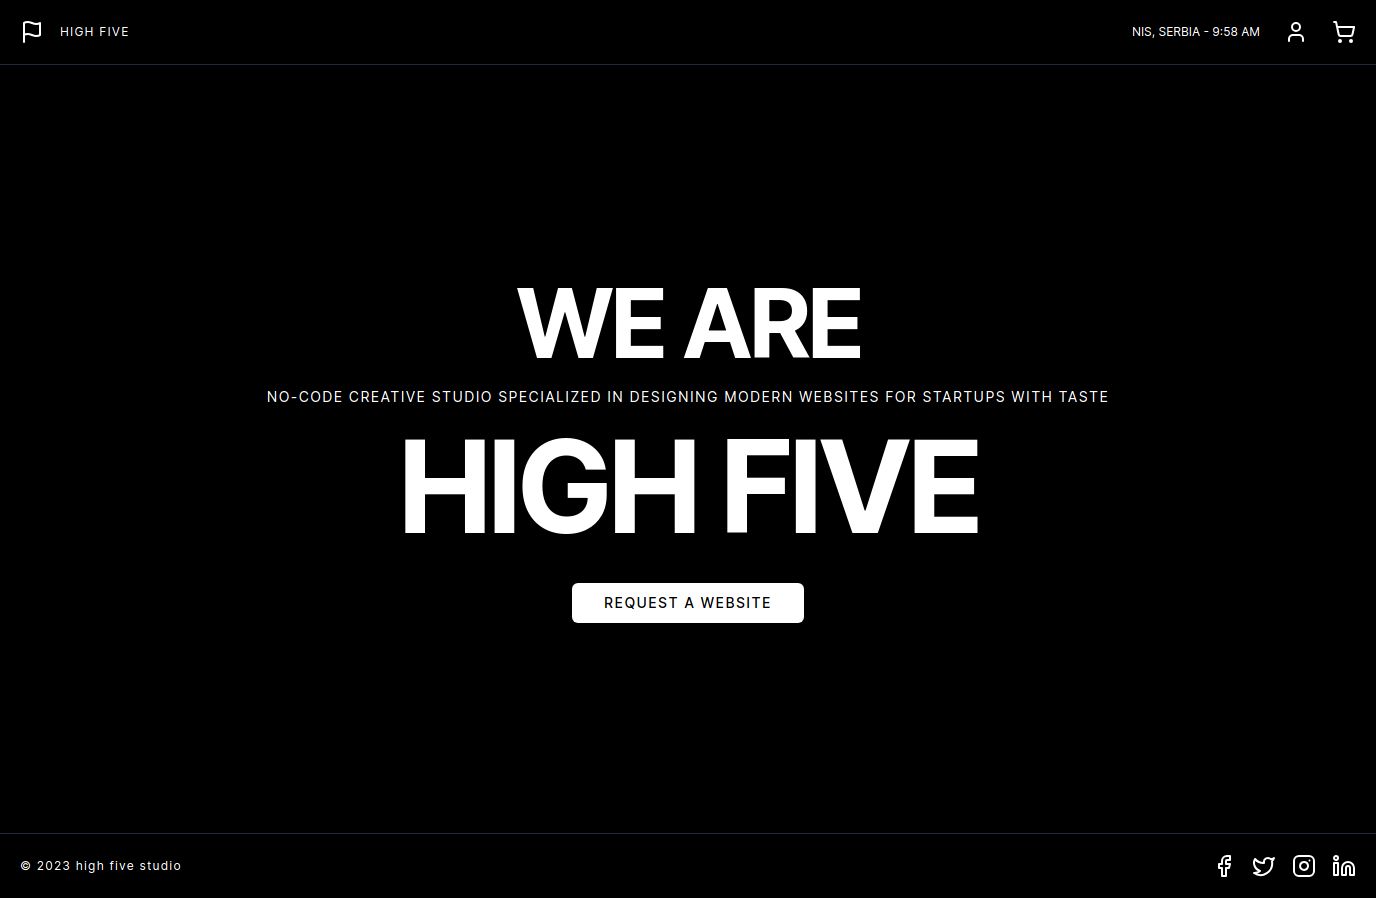 HIGH FIVE
NIS, SERBIA - 9:58 AM
WE ARE
NO-CODE CREATIVE STUDIO SPECIALIZED IN DESIGNING MODERN WEBSITES FOR STARTUPS WITH TASTE
HIGH FIVE
REQUEST A WEBSITE
© 2023 high five studio